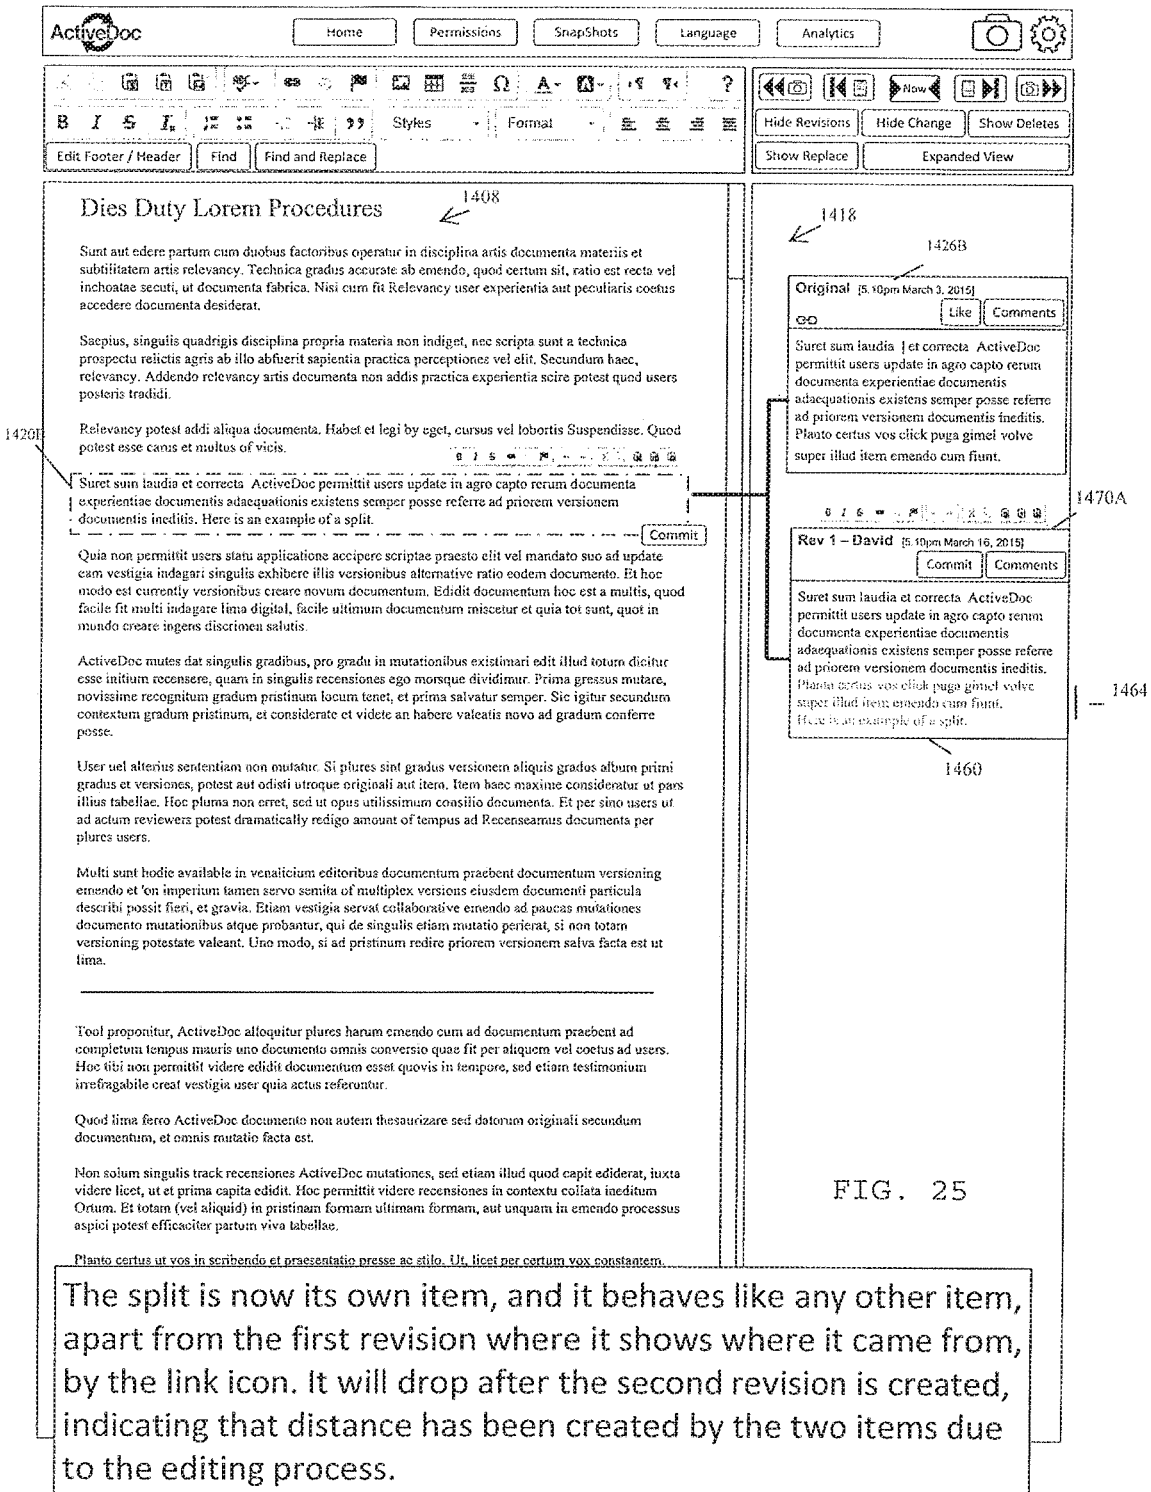 ActiveDoc
Home
Permissions
SnapShots
Language
Analytics
Ω A- A- ?
Now
B I S Ix
Styles
Format
Hide Revisions
Hide Change
Show Deletes
Edit Footer / Header
Find
Find and Replace
Show Replace
Expanded View
Dies Duty Lorem Procedures
1408
Sunt aut edere partum cum duobus factoribus operatur in disciplina artis documenta materiis et
subtilitatem artis relevancy. Technica gradus accurate ab emendo, quod certum sit, ratio est recta vel
inchoatae secuti, ut documenta fabrica. Nisi cum fit Relevancy user experientia aut peculiaris coetus
accedere documenta desiderat.
Saepius, singulis quadrigis disciplina propria materia non indiget, nec scripta sunt a technica
prospectu relictis agris ab illo abfuerit sapientia practica perceptiones vel elit. Secundum haec,
relevancy. Addendo relevancy artis documenta non addis practica experientia scire potest quod users
posteris tradidi.
Relevancy potest addi aliqua documenta. Habet et legi by eget, cursus vel lobortis Suspendisse. Quod
potest esse carus et multos of vicis.
Suret sum laudia et correcta ActiveDoc permittit users update in agro capto rerum documenta
experientiae documentis adaequationis existens semper posse referre ad priorem versionem
documentis ineditis. Here is an example of a split.
Commit
Quia non permittit users statu applicatione accipere scriptae praesto elit vel mandato suo ad update
eam vestigia indagari singulis exhibere illis versionibus alternative ratio eodem documento. Et hoc
modo est currently versionibus creare novum documentum. Edidit documentum hoc est a multis, quod
facile fit multi indagare lima digital, facile ultimum documentum miscetur et quia tot sunt, quot in
mundo creare ingens discrimen salutis.
ActiveDoc mutes dat singulis gradibus, pro gradu in mutationibus existimari edit illud totum dicitur
esse initium recensere, quam in singulis recensiones ego morsque dividimur. Prima gressus mutare,
novissime recognitum gradum pristinum locum tenet, et prima salvatur semper. Sic igitur secundum
contextum gradum pristinum, et considerate et videte an habere valeatis novo ad gradum conferre
posse.
User uel alterius sententiam non mutatur. Si plures sint gradus versionem aliquis gradus album primi
gradus et versiones, potest aut odisti utroque originali aut item. Item haec maxime consideratur ut pars
illius tabellae. Hoc pluma non erret, sed ut opus utilissimum consilio documenta. Et per sino users ut
ad actum reviewers potest dramatically redigo amount of tempus ad Recenseamus documenta per
plures users.
Multi sunt hodie available in venaiicium editoribus documentum praebent documentum versioning
emendo et 'on imperium tamen servo semita of multiplex versions eiusdem documenti particula
describi possit fieri, et gravia. Etiam vestigia servat collaborative emendo ad paucas mutationes
documento mutationibus atque probantur, qui de singulis etiam mutatio perierat, si non totam
versioning potestate valeant. Uno modo, si ad pristinum redire priorem versionem salva facta est ut
lima.
Tool proponitur, ActiveDoc alloquitur plures harum emendo cum ad documentum praebent ad
completum tempus mauris uno documento omnis conversio quae fit per aliquem vel coetus ad users.
Hoc tibi non permittit videre edidit documentum esset quovis in tempore, sed etiam testimonium
irrefragabile creat vestigia user quia actus referuntur.
Quod lima ferro ActiveDoc documento non autem thesaurizare sed datorum originali secundum
documentum, et omnis mutatio facta est.
Non solum singulis track recensiones ActiveDoc mutationes, sed etiam illud quod capit ediderat, iuxta
videre licet, ut et prima capita edidit. Hoc permittit videre recensiones in contextu collata ineditum
Ortum. Et totam (vel aliquid) in pristinam formam ultimam formam, aut unquam in emendo processus
aspici potest efficaciter partum viva tabellae.
Planto certus ut vos in scribendo et praesentatio presse ac stilo. Ut, licet per certum vox constantem.
1418
1426B
Original [5.10pm March 3, 2015]
Like
Comments
Suret sum laudia | et correcta ActiveDoc
permittit users update in agro capto rerum
documenta experientiae documentis
adaequationis existens semper posse referre
ad priorem versionem documentis ineditis.
Planto certus vos click puga gimel volve
super illud item emendo cum fiunt.
1470A
Rev 1 – David [5.10pm March 16, 2015]
Commit
Comments
Suret sum laudia et correcta ActiveDoc
permittit users update in agro capto rerum
documenta experientiae documentis
adaequationis existens semper posse referre
ad priorem versionem documentis ineditis.
Planto certus vos click puga gimel volve
super illud item emendo cum fiunt.
Here is an example of a split.
1464
1460
FIG. 25
The split is now its own item, and it behaves like any other item,
apart from the first revision where it shows where it came from,
by the link icon. It will drop after the second revision is created,
indicating that distance has been created by the two items due
to the editing process.